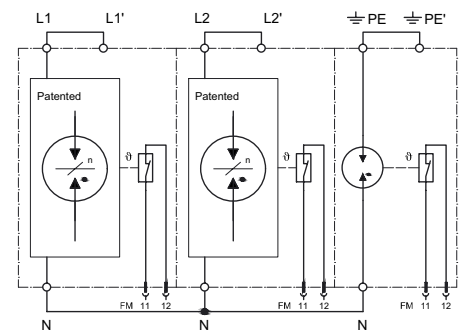 L1 L1' L2 L2' PE PE'
Patented Patented
n n
ϑ ϑ ϑ
FM 11 12 FM 11 12 FM 11 12
N N N